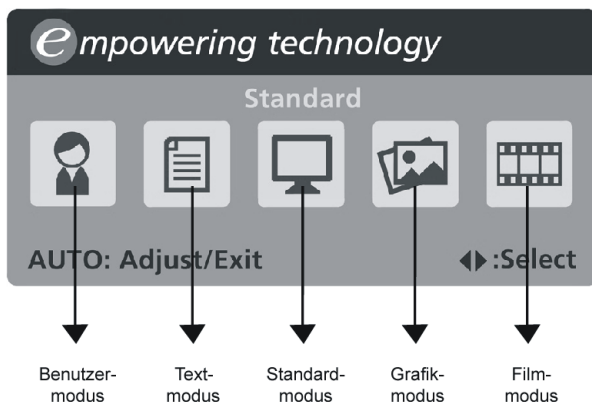 empowering technology
Standard
AUTO: Adjust/Exit
:Select
Benutzer-
modus
Text-
modus
Standard-
modus
Grafik-
modus
Film-
modus